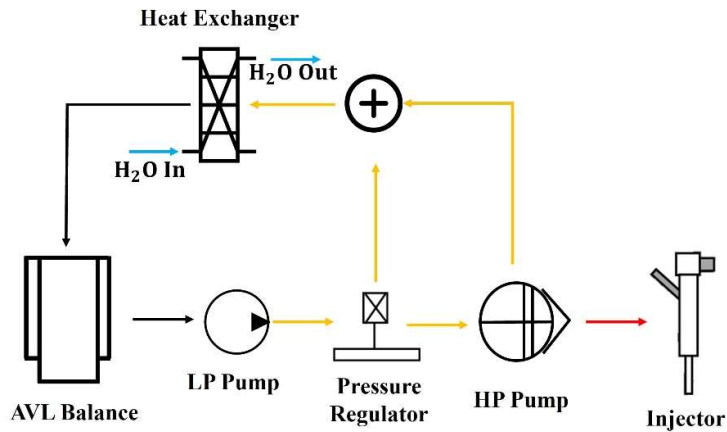 Heat Exchanger
H₂O Out
H₂O In
LP Pump
Pressure
Regulator
HP Pump
AVL Balance
Injector